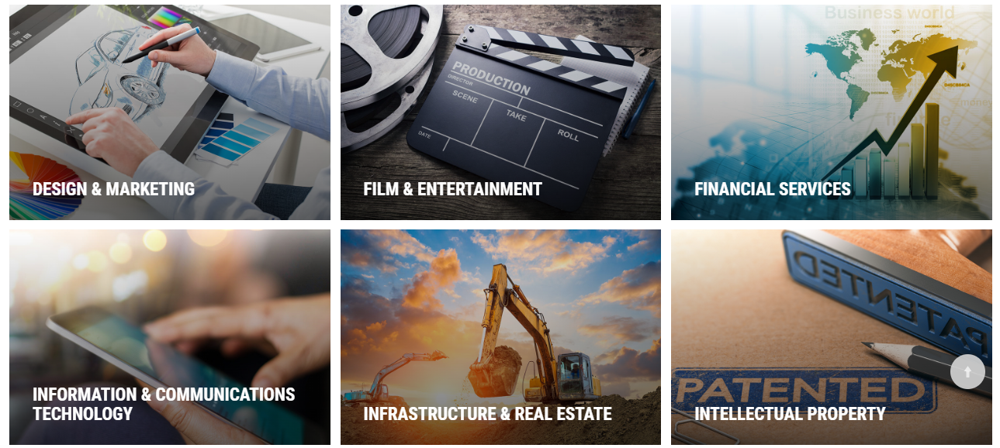 DESIGN & MARKETING
PRODUCTION
DIRECTOR
SCENE
TAKE
ROLL
DATE
FILM & ENTERTAINMENT
Business world
FINANCIAL SERVICES
INFORMATION & COMMUNICATIONS
TECHNOLOGY
INFRASTRUCTURE & REAL ESTATE
PATENTED
PATENTED
INTELLECTUAL PROPERTY